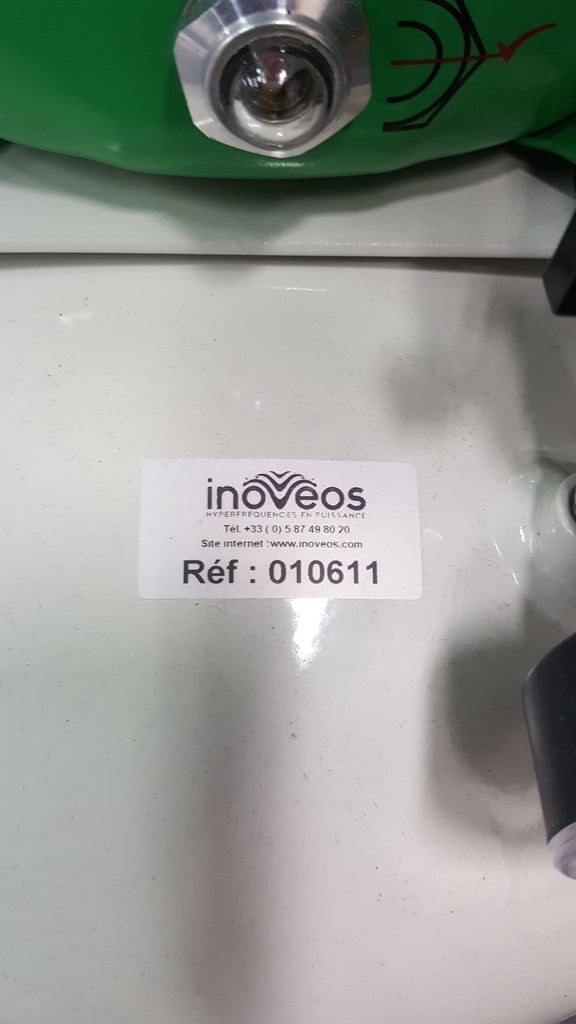 inoveos
HYPERFREQUENCES EN PUISSANCE
Tél. +33 ( 0) 5 87 49 80 20
Site internet :www.inoveos.com
Réf : 010611